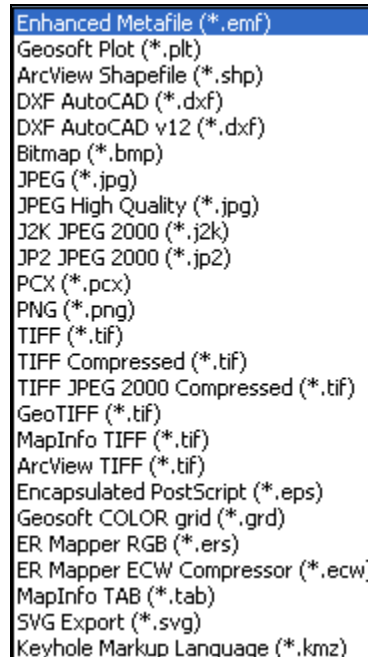 Enhanced Metafile (*.emf)
Geosoft Plot (*.plt)
ArcView Shapefile (*.shp)
DXF AutoCAD (*.dxf)
DXF AutoCAD v12 (*.dxf)
Bitmap (*.bmp)
JPEG (*.jpg)
JPEG High Quality (*.jpg)
J2K JPEG 2000 (*.j2k)
JP2 JPEG 2000 (*.jp2)
PCX (*.pcx)
PNG (*.png)
TIFF (*.tif)
TIFF Compressed (*.tif)
TIFF JPEG 2000 Compressed (*.tif)
GeoTIFF (*.tif)
MapInfo TIFF (*.tif)
ArcView TIFF (*.tif)
Encapsulated PostScript (*.eps)
Geosoft COLOR grid (*.grd)
ER Mapper RGB (*.ers)
ER Mapper ECW Compressor (*.ecw)
MapInfo TAB (*.tab)
SVG Export (*.svg)
Keyhole Markup Language (*.kmz)